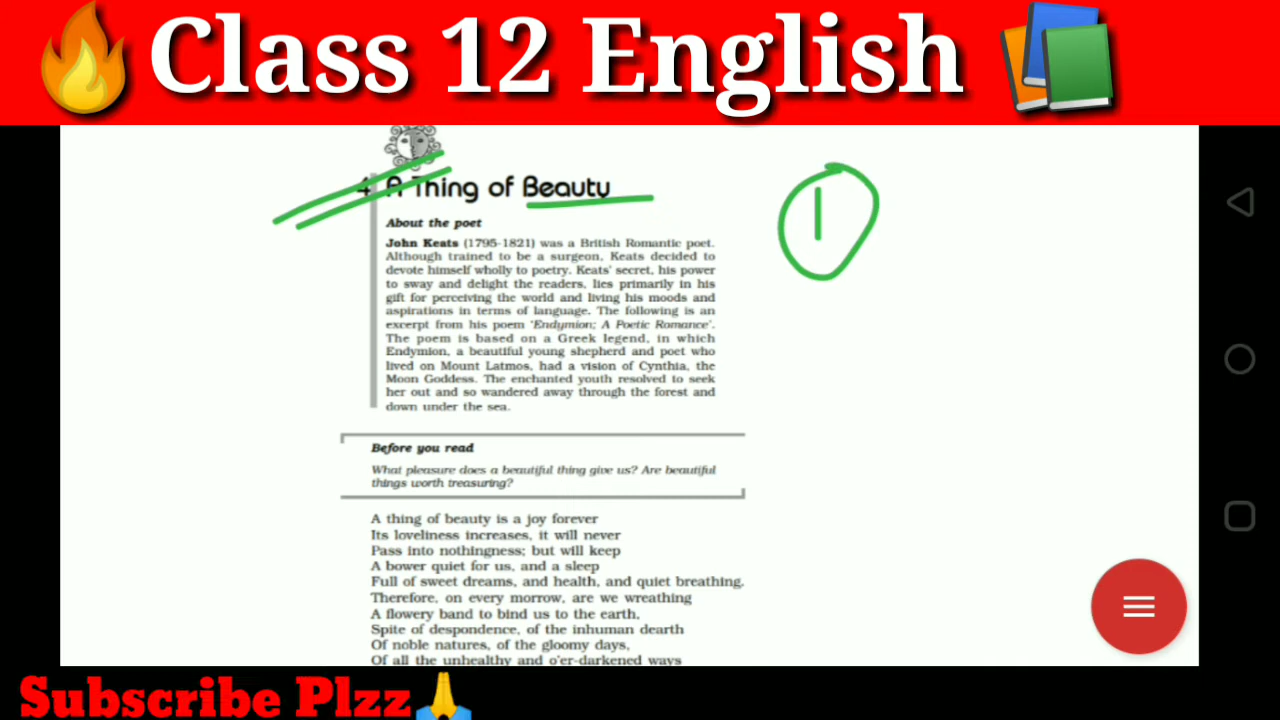 Class 12 English
4 A Thing of Beauty
1
About the poet
John Keats (1795-1821) was a British Romantic poet.
Although trained to be a surgeon, Keats decided to
devote himself wholly to poetry. Keats' secret, his power
to sway and delight the readers, lies primarily in his
gift for perceiving the world and living his moods and
aspirations in terms of language. The following is an
excerpt from his poem 'Endymion; A Poetic Romance'.
The poem is based on a Greek legend, in which
Endymion, a beautiful young shepherd and poet who
lived on Mount Latmos, had a vision of Cynthia, the
Moon Goddess. The enchanted youth resolved to seek
her out and so wandered away through the forest and
down under the sea.
Before you read
What pleasure does a beautiful thing give us? Are beautiful
things worth treasuring?
A thing of beauty is a joy forever
Its loveliness increases, it will never
Pass into nothingness; but will keep
A bower quiet for us, and a sleep
Full of sweet dreams, and health, and quiet breathing.
Therefore, on every morrow, are we wreathing
A flowery band to bind us to the earth,
Spite of despondence, of the inhuman dearth
Of noble natures, of the gloomy days,
Of all the unhealthy and o'er-darkened ways
Subscribe Plzz